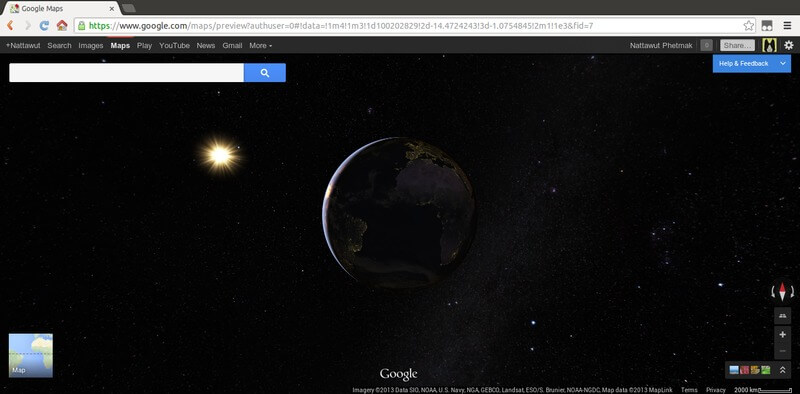 Google Maps
https://www.google.com/maps/preview?authuser=0#!data=!1m4!1m3!1d100202829!2d-14.4724243!3d-1.0754845!2m1!1e3&fid=7
+Nattawut Search Images Maps Play YouTube News Gmail More
Nattawut Phetmak
Share...
Help & Feedback
Map
Google
Imagery ©2013 Data SIO, NOAA, U.S. Navy, NGA, GEBCO, Landsat, ESO/S. Brunier, NOAA-NGDC, Map data ©2013 MapLink Terms Privacy 2000 km